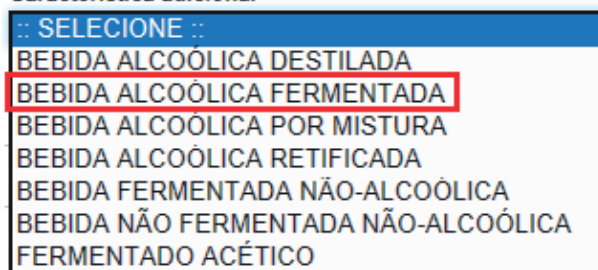 :: SELECIONE ::
BEBIDA ALCOÓLICA DESTILADA
BEBIDA ALCOÓLICA FERMENTADA
BEBIDA ALCOÓLICA POR MISTURA
BEBIDA ALCOÓLICA RETIFICADA
BEBIDA FERMENTADA NÃO-ALCOÓLICA
BEBIDA NÃO FERMENTADA NÃO-ALCOÓLICA
FERMENTADO ACÉTICO